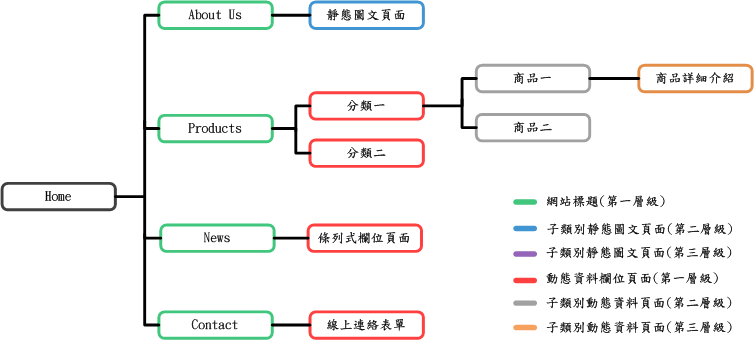 About Us
靜態圖文頁面
商品一
商品詳細介紹
分類一
Products
商品二
分類二
Home
網站標題(第一層級)
子類別靜態圖文頁面(第二層級)
News
條列式欄位頁面
子類別靜態圖文頁面(第三層級)
動態資料欄位頁面(第一層級)
子類別動態資料頁面(第二層級)
Contact
線上連絡表單
子類別動態資料頁面(第三層級)